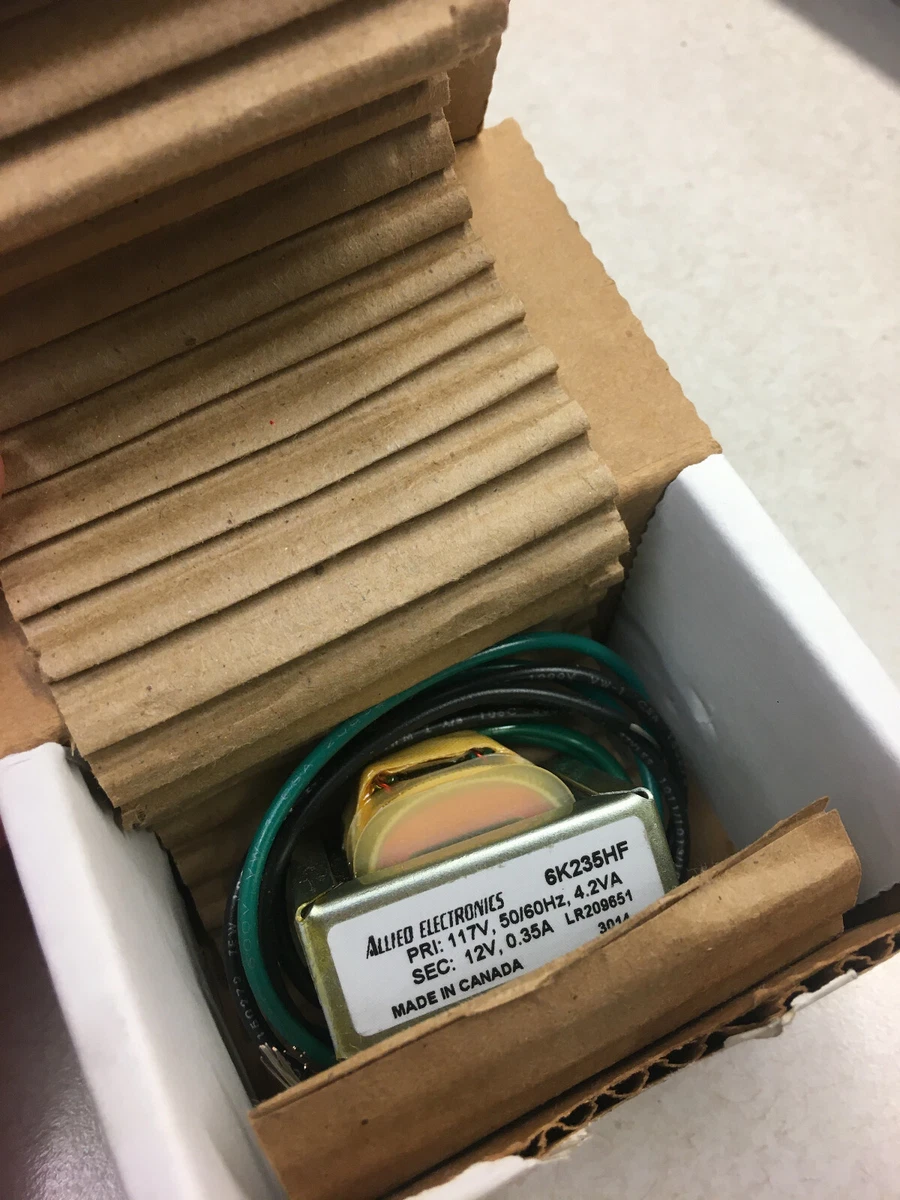 6K235HF
ALLIED ELECTRONICS
PRI: 117V, 50/60Hz, 4.2VA
SEC: 12V, 0.35A LR209651
MADE IN CANADA 3014